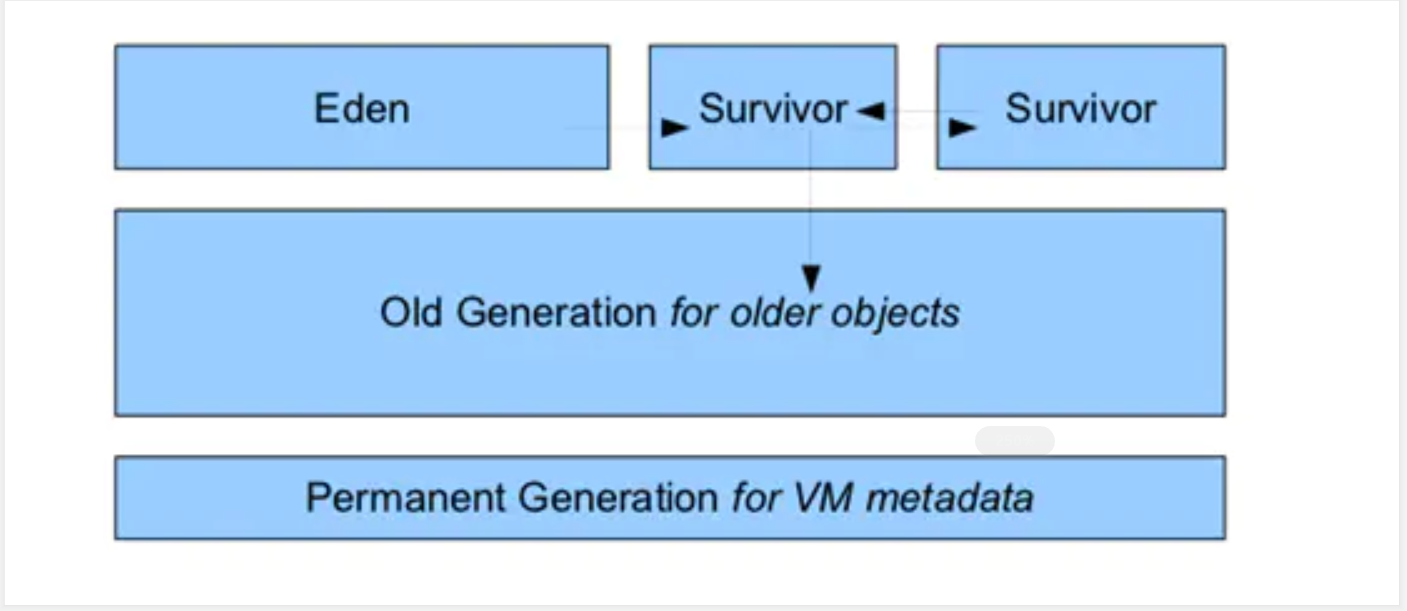 Eden
Survivor
Survivor
Old Generation for older objects
Permanent Generation for VM metadata